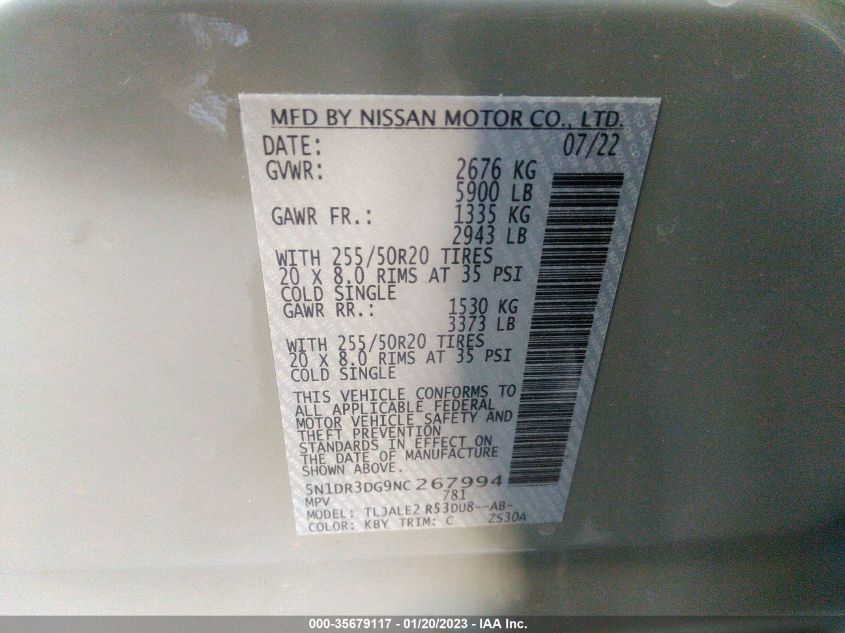 MFD BY NISSAN MOTOR CO., LTD.
DATE: 07/22
GVWR: 2676 KG
5900 LB
GAWR FR.: 1335 KG
2943 LB
WITH 255/50R20 TIRES
20 X 8.0 RIMS AT 35 PSI
COLD SINGLE
GAWR RR.: 1530 KG
3373 LB
WITH 255/50R20 TIRES
20 X 8.0 RIMS AT 35 PSI
COLD SINGLE
THIS VEHICLE CONFORMS TO
ALL APPLICABLE FEDERAL
MOTOR VEHICLE SAFETY AND
THEFT PREVENTION
STANDARDS IN EFFECT ON
THE DATE OF MANUFACTURE
SHOWN ABOVE.
5N1DR3DG9NC267994
MPV 781
MODEL: TLJALE2 R53DU8--AB-
COLOR: KBY TRIM: C ZS30A
000-35679117 - 01/20/2023 - IAA Inc.